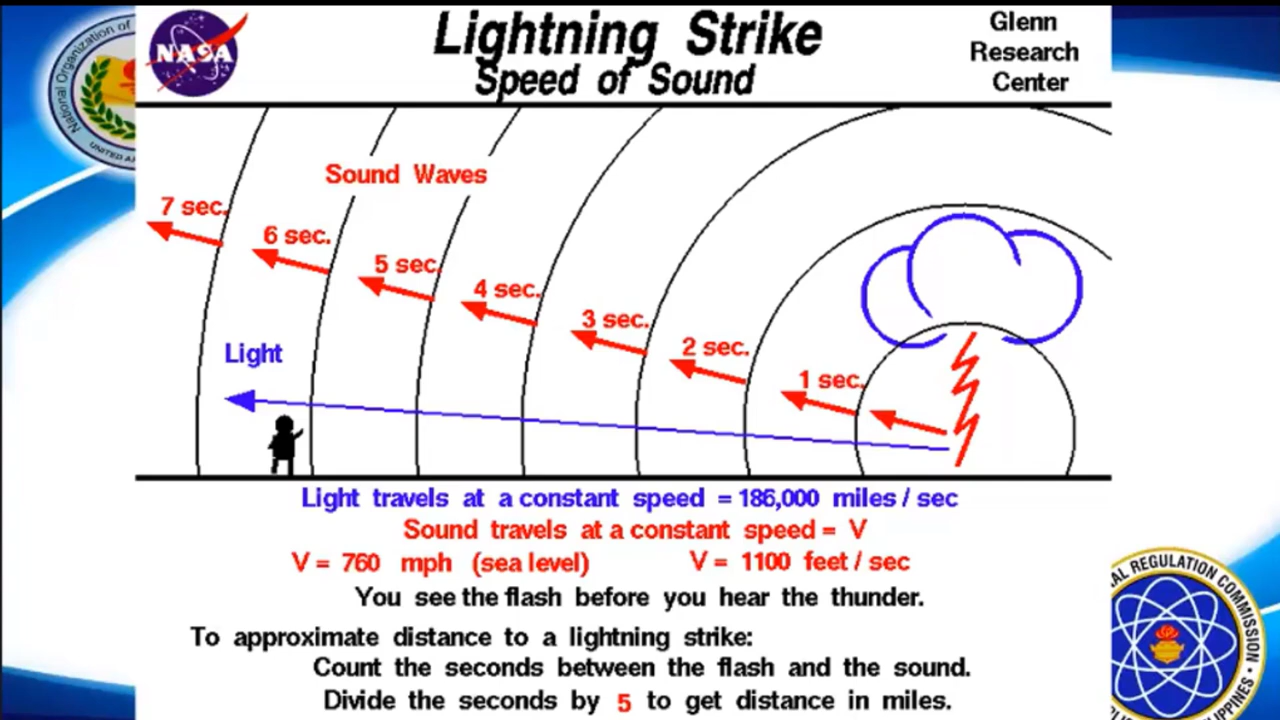 National Organization of
UNITED AR
NASA
Lightning Strike
Speed of Sound
Glenn
Research
Center
Sound Waves
7 sec.
6 sec.
5 sec.
4 sec.
3 sec.
2 sec.
1 sec.
Light
Light travels at a constant speed = 186,000 miles / sec
Sound travels at a constant speed = V
V = 760 mph (sea level) V = 1100 feet / sec
You see the flash before you hear the thunder.
To approximate distance to a lightning strike:
Count the seconds between the flash and the sound.
Divide the seconds by 5 to get distance in miles.
AL REGULATION COMMISSION
PPINES